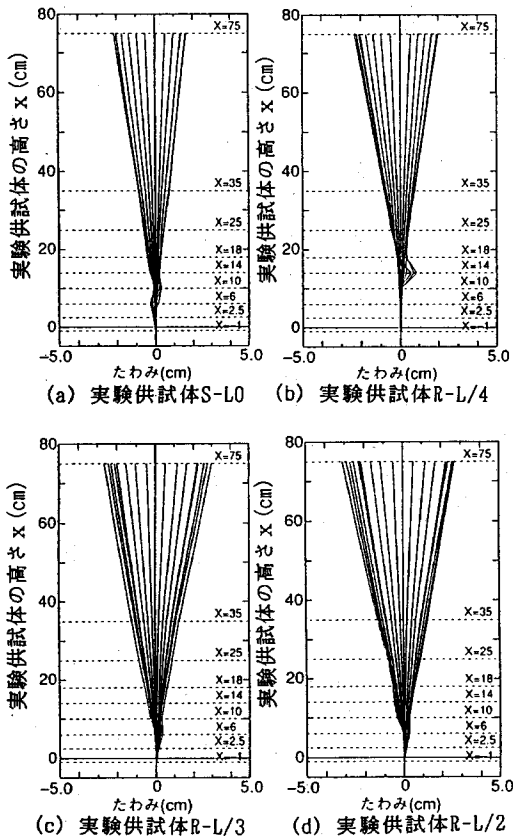 80
60
40
20
0
実験供試体の高さ x (cm)
X=75
X=35
X=25
X=18
X=14
X=10
X=6
X=2.5
X=-1
-5.0
0
5.0
たわみ(cm)
(a) 実験供試体S-L0
80
60
40
20
0
実験供試体の高さ x (cm)
X=75
X=35
X=25
X=18
X=14
X=10
X=6
X=2.5
X=-1
-5.0
0
5.0
たわみ(cm)
(b) 実験供試体R-L/4
80
60
40
20
0
実験供試体の高さ x (cm)
X=75
X=35
X=25
X=18
X=14
X=10
X=6
X=2.5
X=-1
-5.0
0
5.0
たわみ(cm)
(c) 実験供試体R-L/3
80
60
40
20
0
実験供試体の高さ x (cm)
X=75
X=35
X=25
X=18
X=14
X=10
X=6
X=2.5
X=-1
-5.0
0
5.0
たわみ(cm)
(d) 実験供試体R-L/2